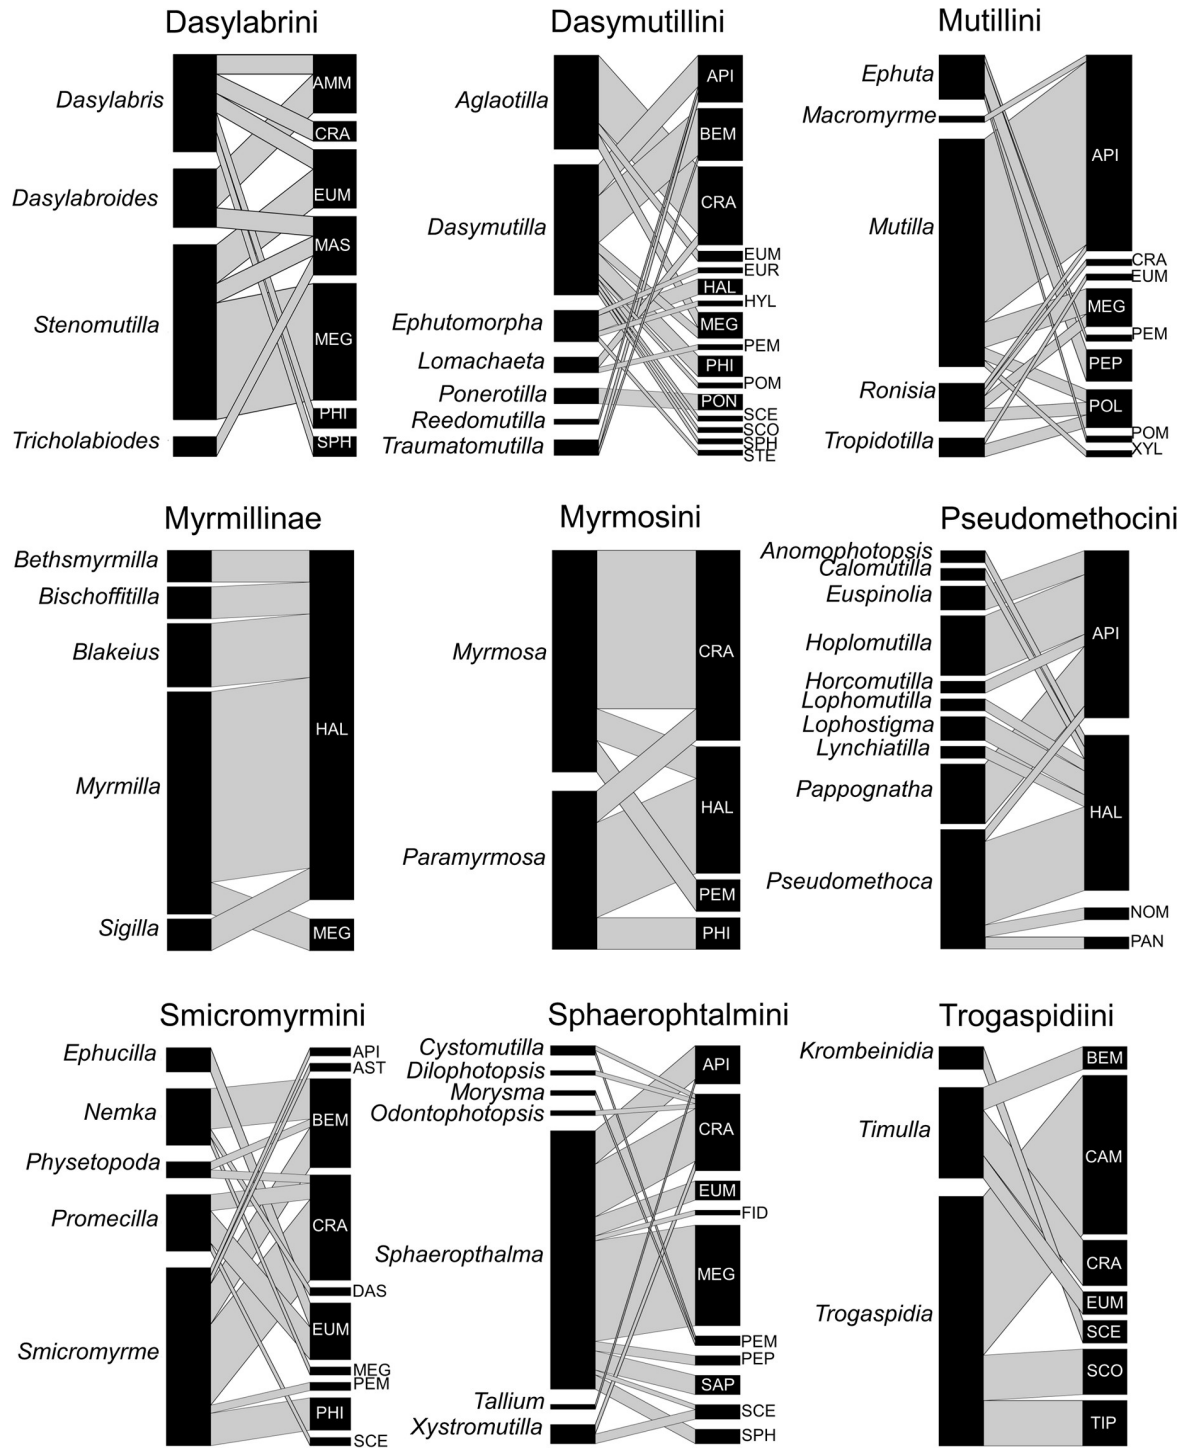 Dasylabrini
Dasylabris
Dasylabroides
Stenomutilla
Tricholabiodes
AMM
CRA
EUM
MAS
MEG
PHI
SPH
Dasymutillini
Aglaotilla
Dasymutilla
Ephutomorpha
Lomachaeta
Ponerotilla
Reedomutilla
Traumatomutilla
API
BEM
CRA
EUM
EUR
HAL
HYL
MEG
PEM
PHI
POM
PON
SCE
SCO
SPH
STE
Mutillini
Ephuta
Macromyrme
Mutilla
Ronisia
Tropidotilla
API
CRA
EUM
MEG
PEM
PEP
POL
POM
XYL
Myrmillinae
Bethsmyrmilla
Bischoffitilla
Blakeius
Myrmilla
Sigilla
HAL
MEG
Myrmosini
Myrmosa
Paramyrmosa
CRA
HAL
PEM
PHI
Pseudomethocini
Anomophotopsis
Calomutilla
Euspinolia
Hoplomutilla
Horcomutilla
Lophomutilla
Lophostigma
Lynchiatilla
Pappognatha
Pseudomethoca
API
HAL
NOM
PAN
Smicromyrmini
Ephucilla
Nemka
Physetopoda
Promecilla
Smicromyrme
API
AST
BEM
CRA
DAS
EUM
MEG
PEM
PHI
SCE
Sphaerophtalmini
Cystomutilla
Dilophotopsis
Morysma
Odontophotopsis
Sphaeropthalma
Tallium
Xystromutilla
API
CRA
EUM
FID
MEG
PEM
PEP
SAP
SCE
SPH
Trogaspidiini
Krombeinidia
Timulla
Trogaspidia
BEM
CAM
CRA
EUM
SCE
SCO
TIP